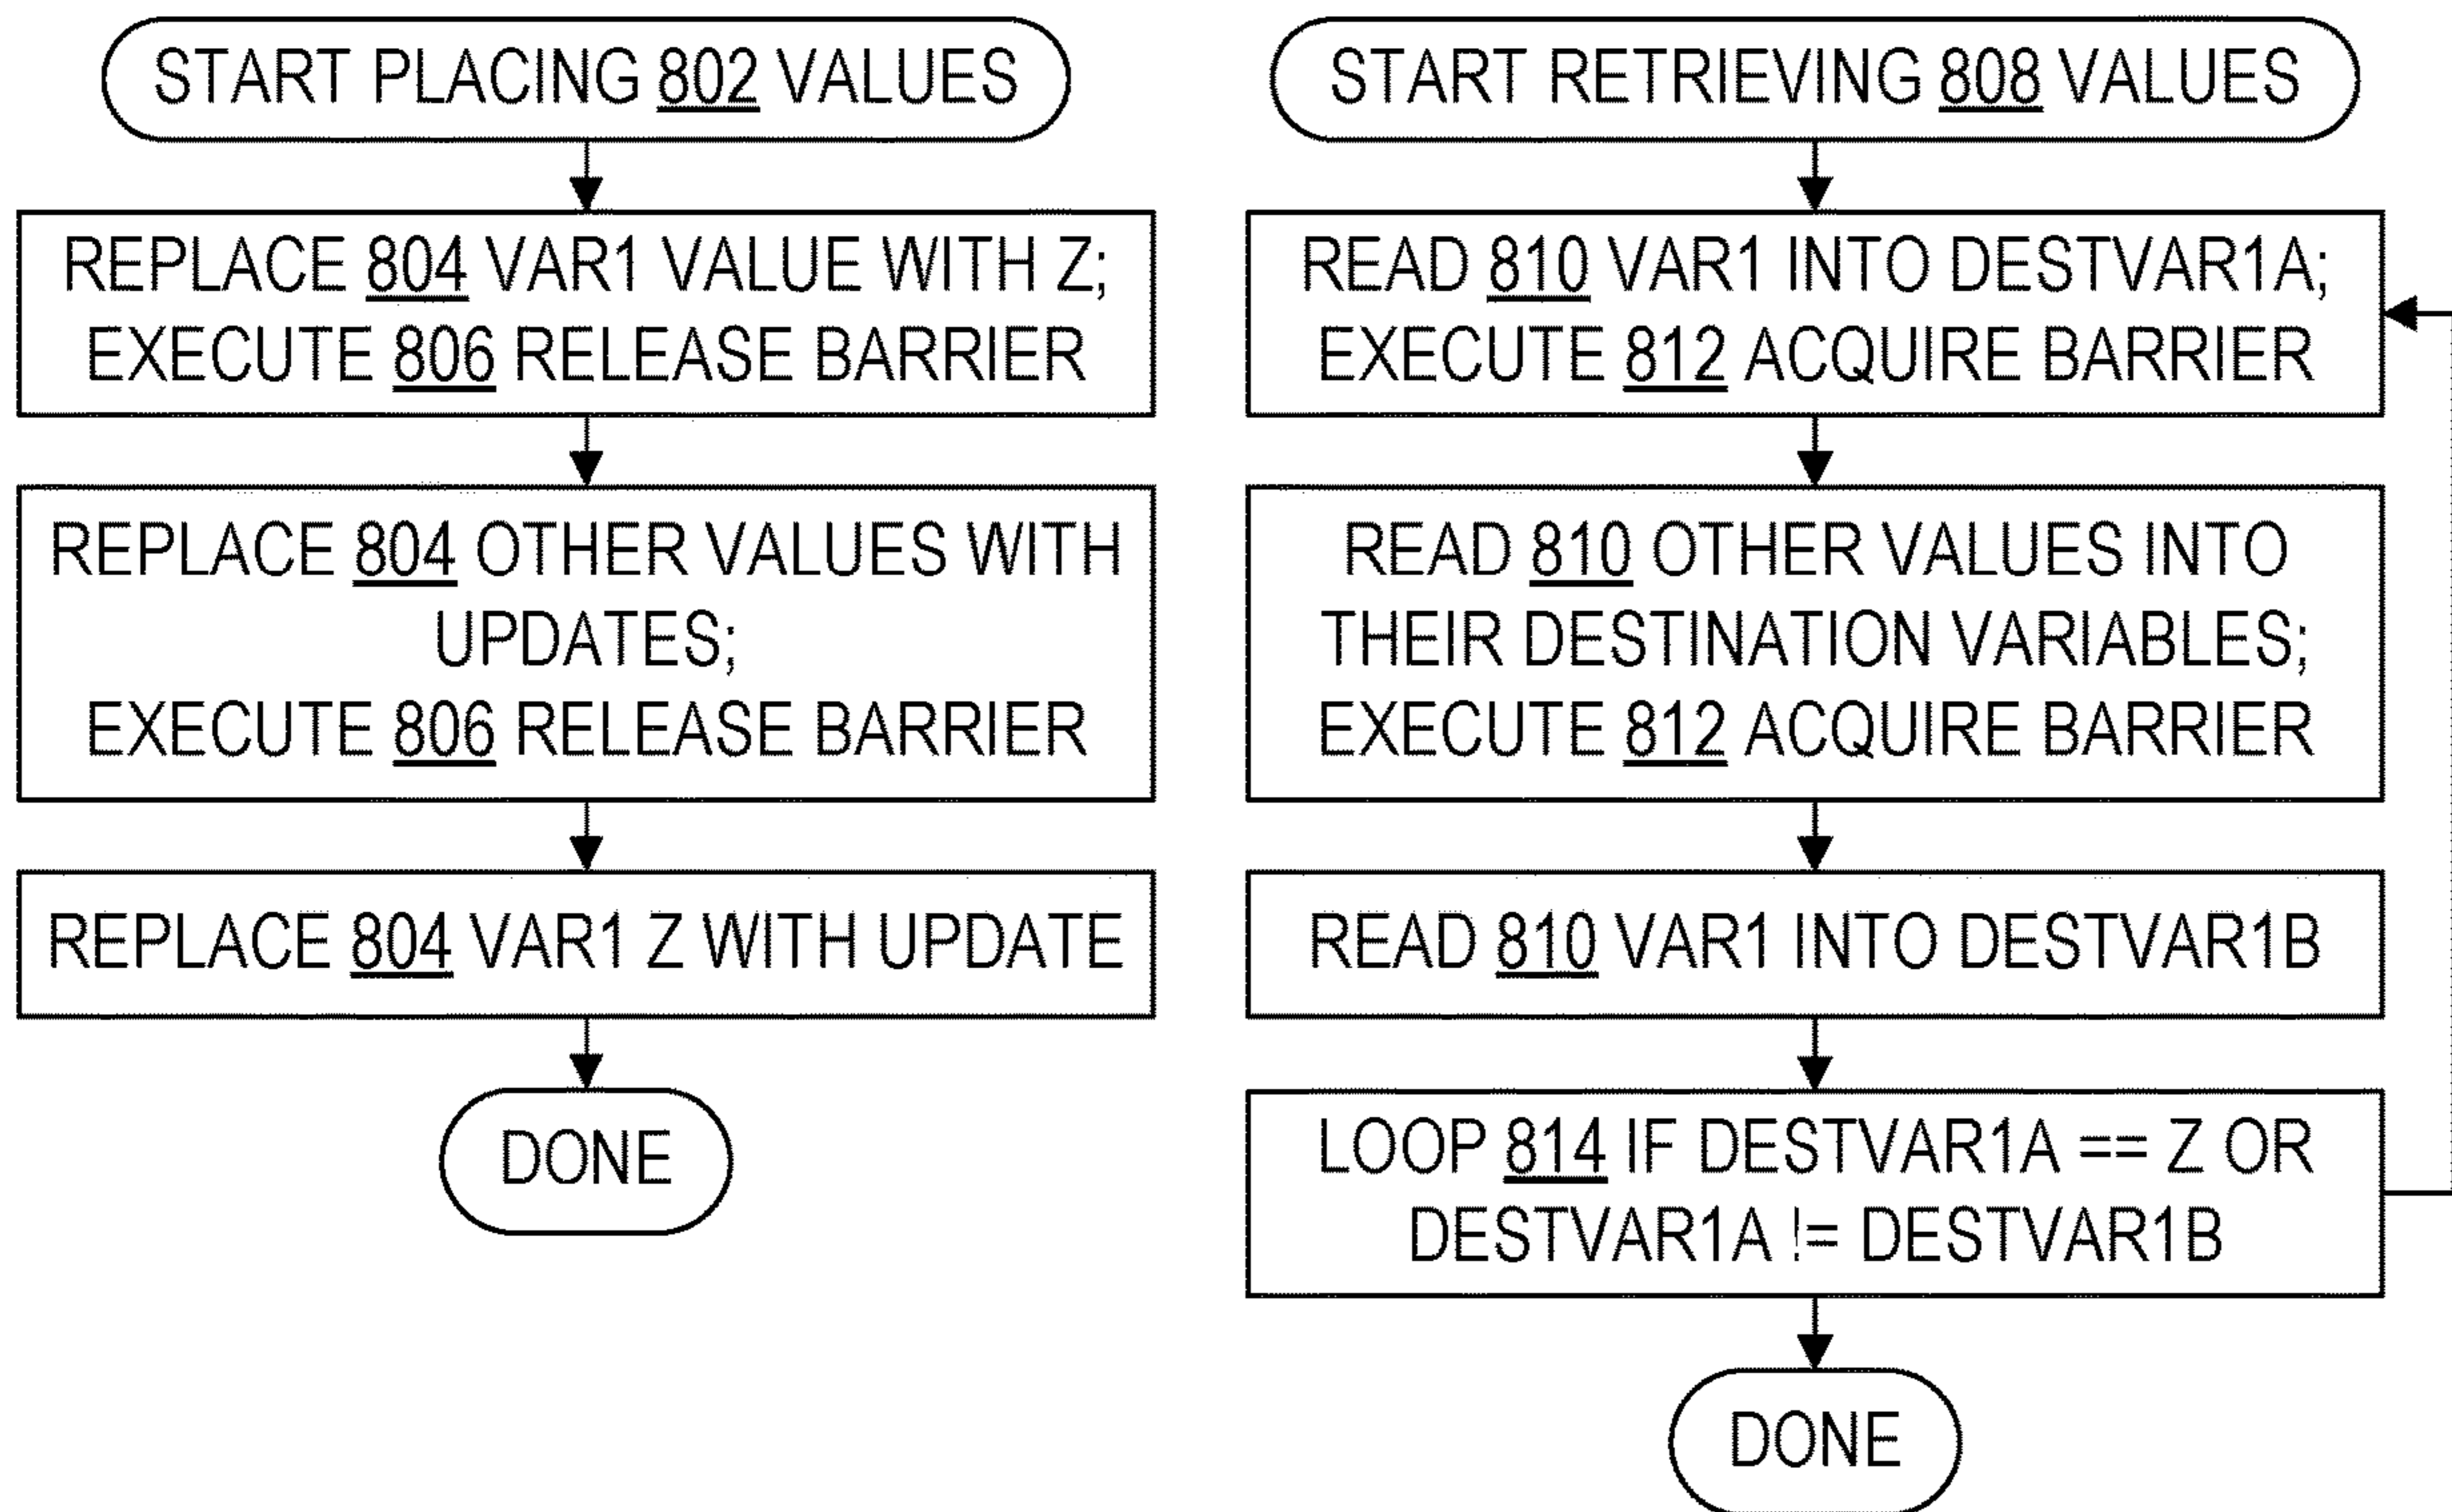 START PLACING 802 VALUES
REPLACE 804 VAR1 VALUE WITH Z;
EXECUTE 806 RELEASE BARRIER
REPLACE 804 OTHER VALUES WITH
UPDATES;
EXECUTE 806 RELEASE BARRIER
REPLACE 804 VAR1 Z WITH UPDATE
DONE
START RETRIEVING 808 VALUES
READ 810 VAR1 INTO DESTVAR1A;
EXECUTE 812 ACQUIRE BARRIER
READ 810 OTHER VALUES INTO
THEIR DESTINATION VARIABLES;
EXECUTE 812 ACQUIRE BARRIER
READ 810 VAR1 INTO DESTVAR1B
LOOP 814 IF DESTVAR1A == Z OR
DESTVAR1A != DESTVAR1B
DONE